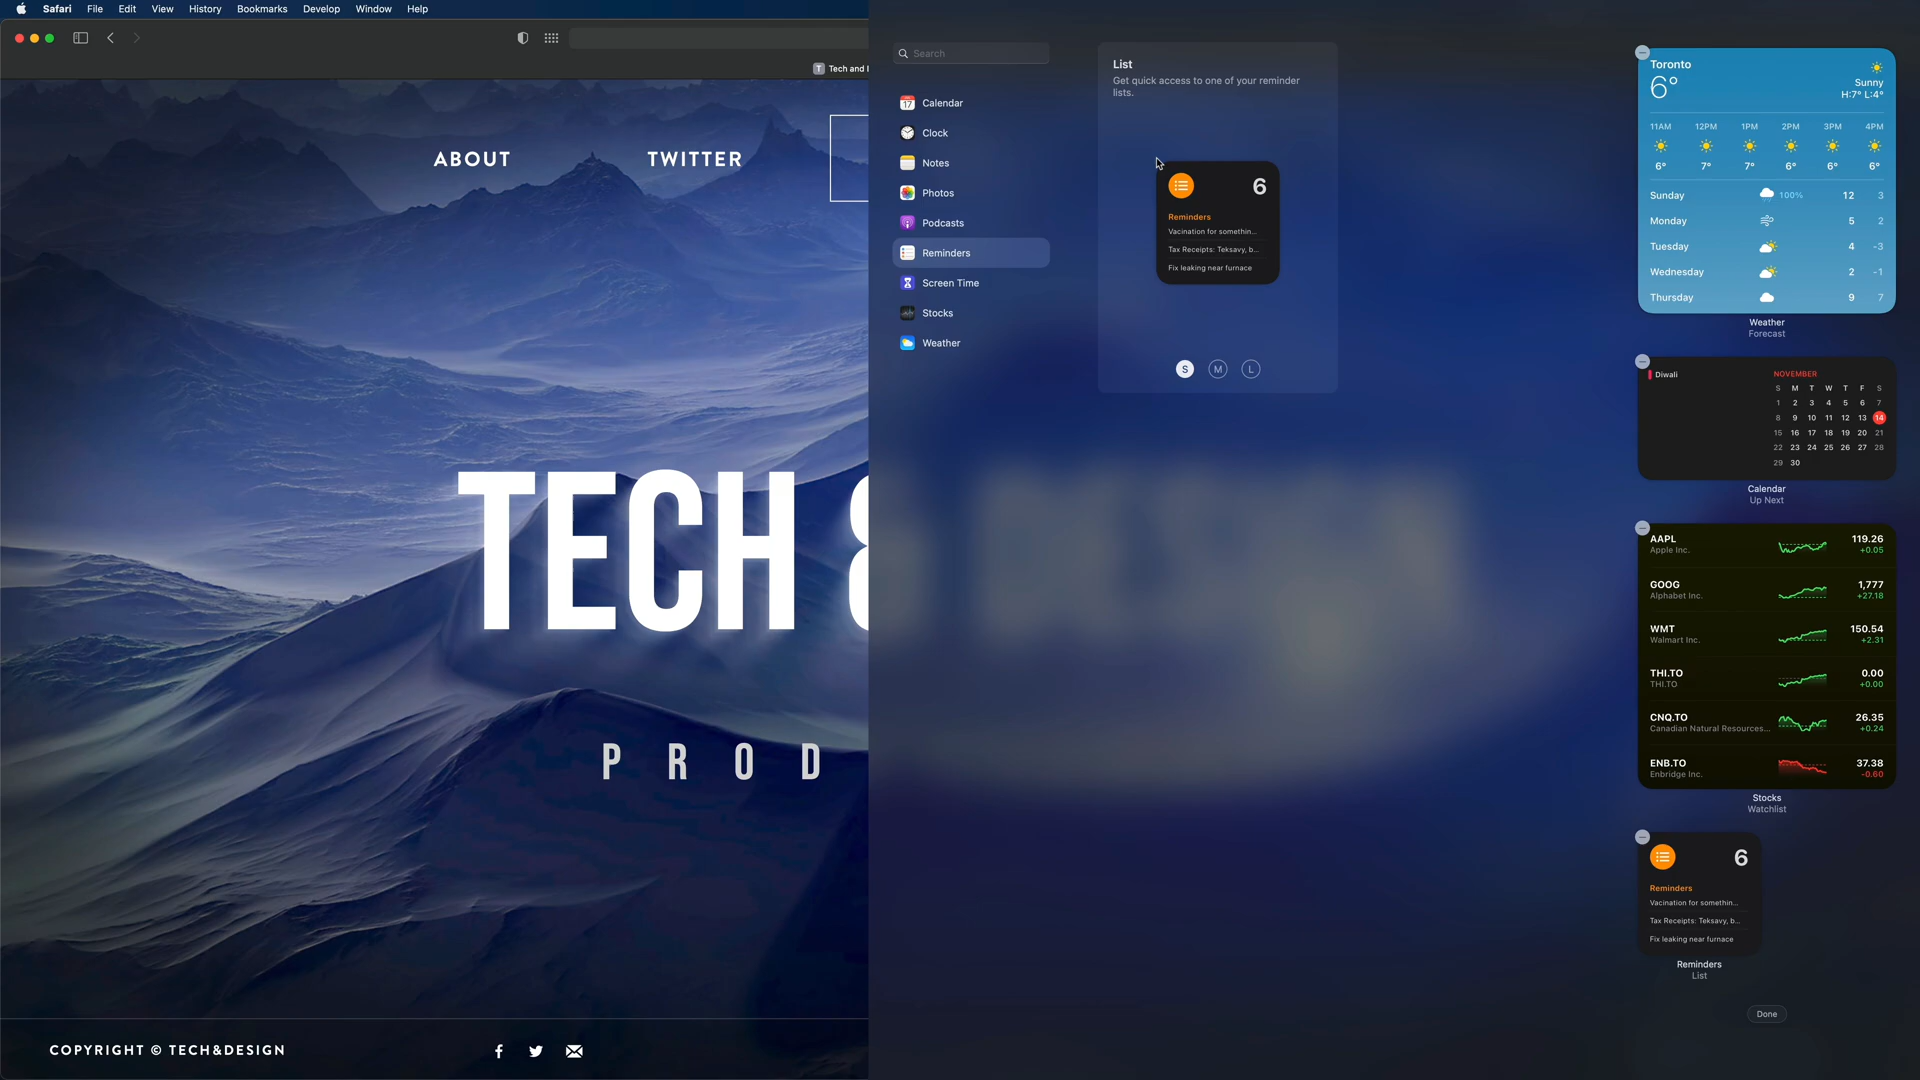 Safari File Edit View History Bookmarks Develop Window Help
Tech and
ABOUT TWITTER
TECH &
P R O D
COPYRIGHT © TECH&DESIGN
Search
Calendar
Clock
Notes
Photos
Podcasts
Reminders
Screen Time
Stocks
Weather
List
Get quick access to one of your reminder
lists.
6
Reminders
Vacination for somethin...
Tax Receipts: Teksavy, b...
Fix leaking near furnace
S M L
Toronto
6°
Sunny
H:7° L:4°
11AM 12PM 1PM 2PM 3PM 4PM
6° 7° 7° 6° 6° 6°
Sunday 100% 12 3
Monday 5 2
Tuesday 4 -3
Wednesday 2 -1
Thursday 9 7
Weather
Forecast
Diwali
NOVEMBER
S M T W T F S
1 2 3 4 5 6 7
8 9 10 11 12 13 14
15 16 17 18 19 20 21
22 23 24 25 26 27 28
29 30
Calendar
Up Next
AAPL 119.26
Apple Inc. +0.05
GOOG 1,777
Alphabet Inc. +27.18
WMT 150.54
Walmart Inc. +2.31
THI.TO 0.00
THI.TO +0.00
CNQ.TO 26.35
Canadian Natural Resources... +0.24
ENB.TO 37.38
Enbridge Inc. -0.60
Stocks
Watchlist
6
Reminders
Vacination for somethin...
Tax Receipts: Teksavy, b...
Fix leaking near furnace
Reminders
List
Done